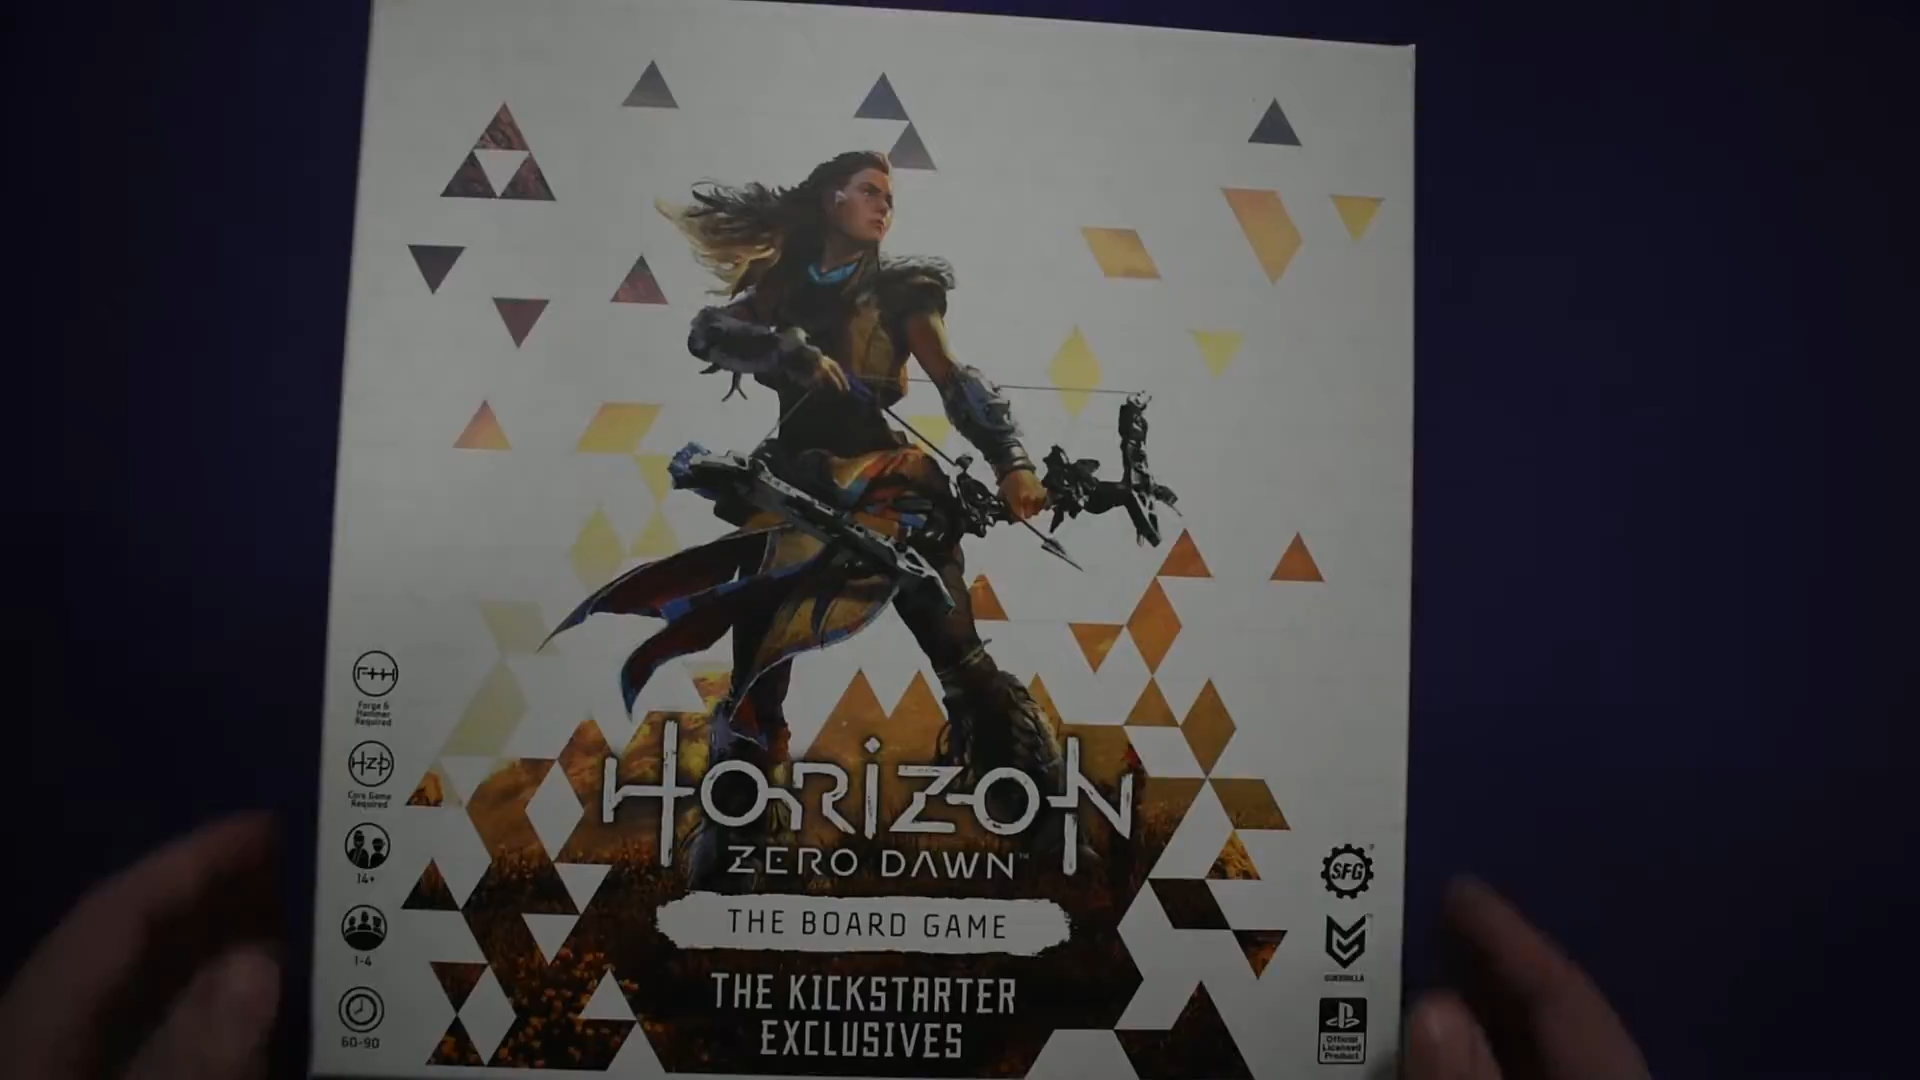 Forge &
Hammer
Required
Hzd
Core Game
Required
14+
1-4
60-90
HORIZON
ZERO DAWN™
THE BOARD GAME
THE KICKSTARTER
EXCLUSIVES
SFG
GUERRILLA
Official
Licensed
Product